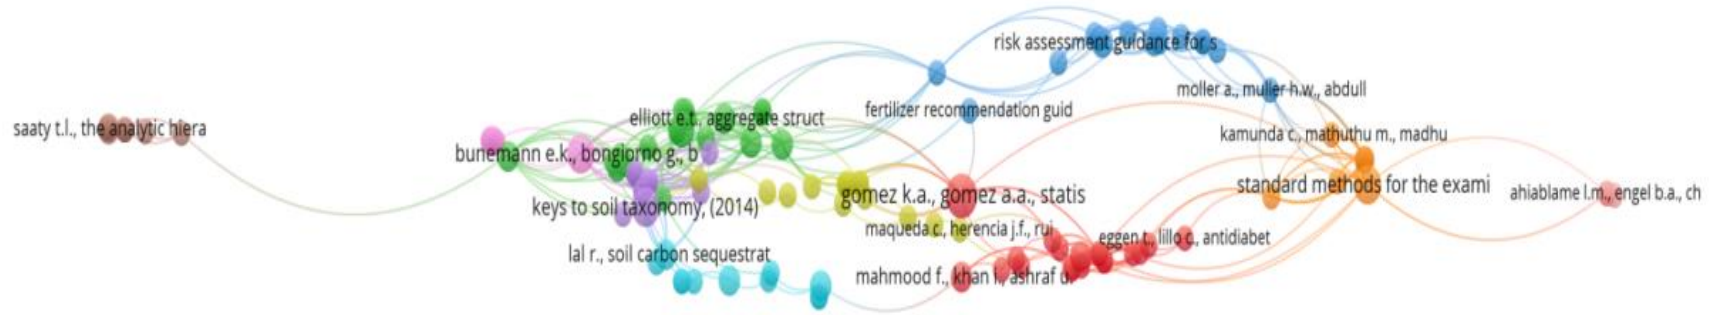 risk assessment guidance for s
moller a., muller h.w., abdull
fertilizer recommendation guid
elliott e.t., aggregate struct
saaty t.l., the analytic hiera
kamunda c., mathuthu m., madhu
bunemann e.k., bongiorno g., b
standard methods for the exami
gomez k.a., gomez a.a., statis
ahiablame l.m., engel b.a., ch
keys to soil taxonomy, (2014)
maqueda c., herencia j.f., rui
eggen t., lillo c., antidiabet
lal r., soil carbon sequestrat
mahmood f., khan i., ashraf u.